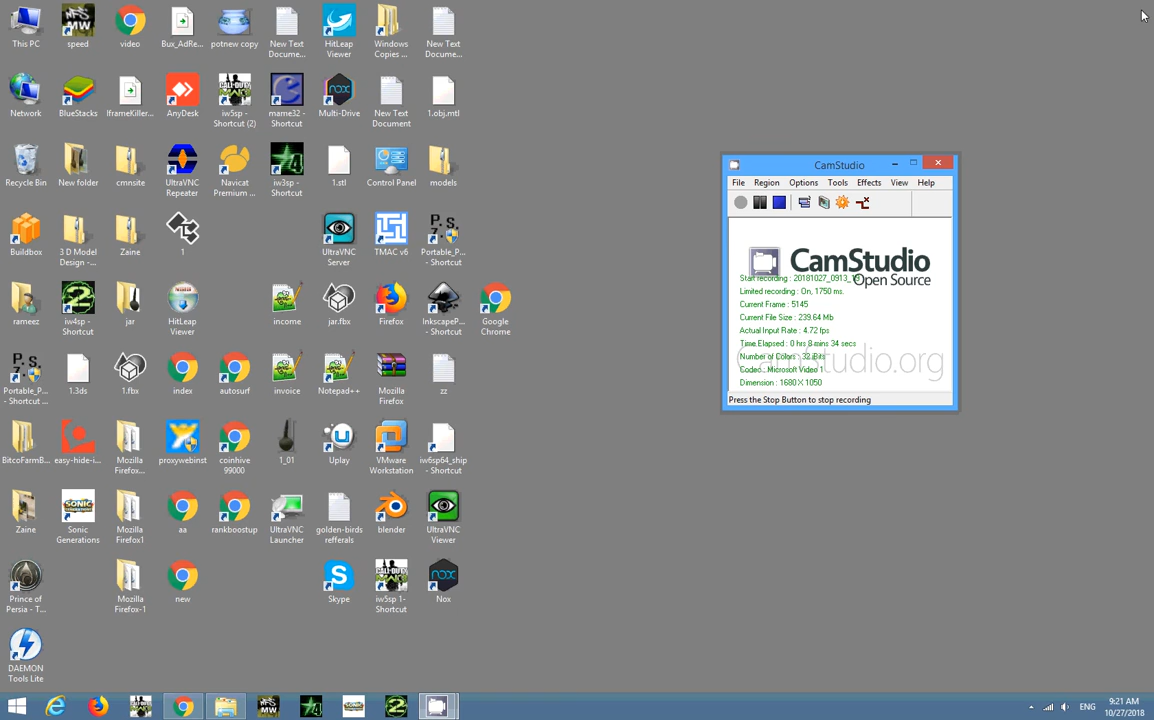 This PC
speed
video
Bux_AdRe...
potnew copy
New Text
Docume...
HitLeap
Viewer
Windows
Copies ...
New Text
Docume...
Network
BlueStacks
IframeKiller...
AnyDesk
iw5sp -
Shortcut (2)
mame32 -
Shortcut
Multi-Drive
New Text
Document
1.obj.mtl
Recycle Bin
New folder
cmnsite
UltraVNC
Repeater
Navicat
Premium ...
iw3sp -
Shortcut
1.stl
Control Panel
models
Buildbox
3 D Model
Design -...
Zaine
1
UltraVNC
Server
TMAC v6
Portable_P...
- Shortcut
rameez
iw4sp -
Shortcut
jar
HitLeap
Viewer
income
jar.fbx
Firefox
InkscapeP...
- Shortcut
Google
Chrome
Portable_P...
- Shortcut ...
1.3ds
1.fbx
index
autosurf
invoice
Notepad++
Mozilla
Firefox
zz
BitcoFarmB...
easy-hide-i...
Mozilla
Firefox...
proxywebinst
coinhive
99000
1_01
Uplay
VMware
Workstation
iw6sp64_ship
- Shortcut
Zaine
Sonic
Generations
Mozilla
Firefox1
aa
rankboostup
UltraVNC
Launcher
golden-birds
refferals
blender
UltraVNC
Viewer
Prince of
Persia - T...
Mozilla
Firefox-1
new
Skype
iw5sp 1-
Shortcut
Nox
DAEMON
Tools Lite
CamStudio
File Region Options Tools Effects View Help
CamStudio
Open Source
Start recording : 20181027_0913_
Limited recording : On, 1750 ms.
Current Frame : 5145
Current File Size : 239.64 Mb
Actual Input Rate : 4.72 fps
Time Elapsed : 0 hrs 8 mins 34 secs
Number of Colors : 32 Bits
CamStudio.org
Codec : Microsoft Video 1
Dimension : 1680 X 1050
Press the Stop Button to stop recording
ENG
9:21 AM
10/27/2018